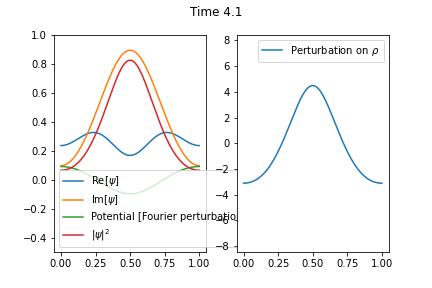 Time 4.1
1.0
0.8
0.6
0.4
0.2
0.0
−0.2
−0.4
Re[ψ]
Im[ψ]
Potential [Fourier perturbatio
|ψ|²
0.00 0.25 0.50 0.75 1.00
8
6
4
2
0
−2
−4
−6
−8
Perturbation on ρ
0.00 0.25 0.50 0.75 1.00